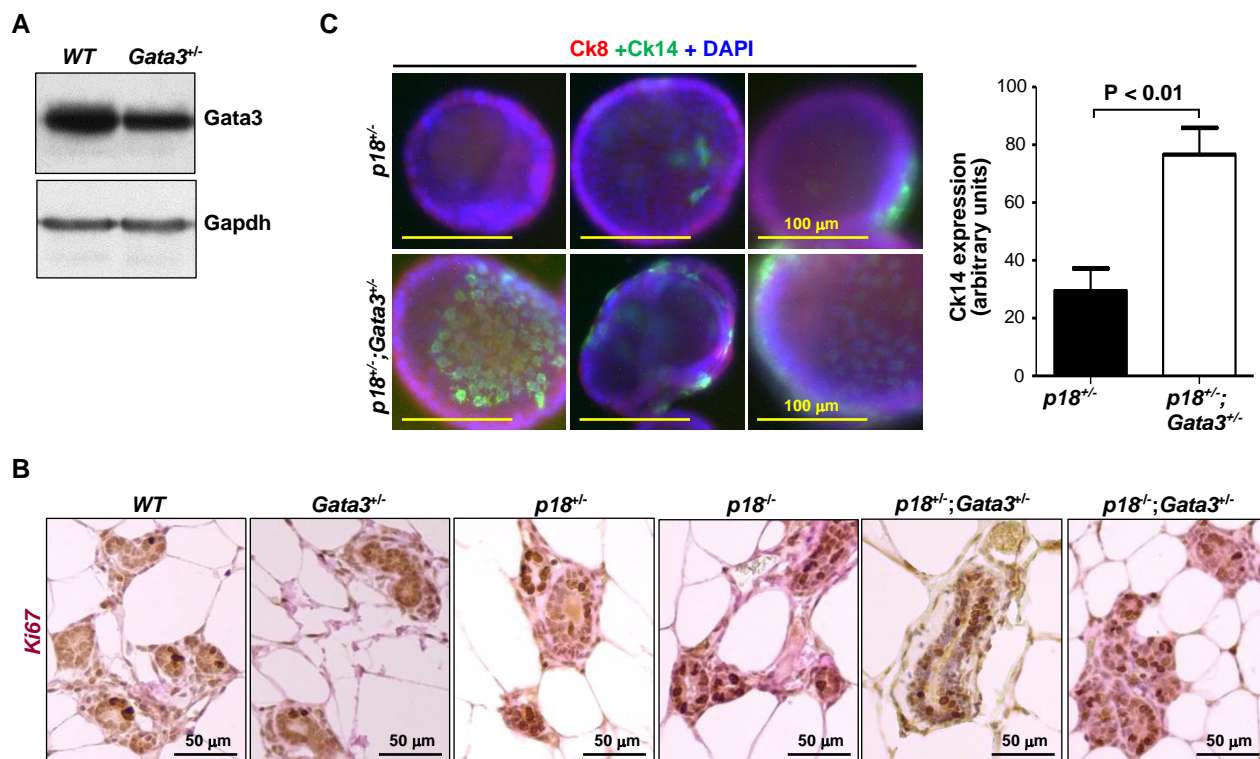 A
WT Gata3+/-
Gata3
Gapdh
C
Ck8 +Ck14 + DAPI
p18+/-
100 µm
p18+/-;Gata3+/-
100 µm
Ck14 expression
(arbitrary units)
100
80
60
40
20
0
P < 0.01
p18+/-
p18+/-;
Gata3+/-
B
WT Gata3+/- p18+/- p18-/- p18+/-;Gata3+/- p18-/-;Gata3+/-
Ki67
50 µm 50 µm 50 µm 50 µm 50 µm 50 µm